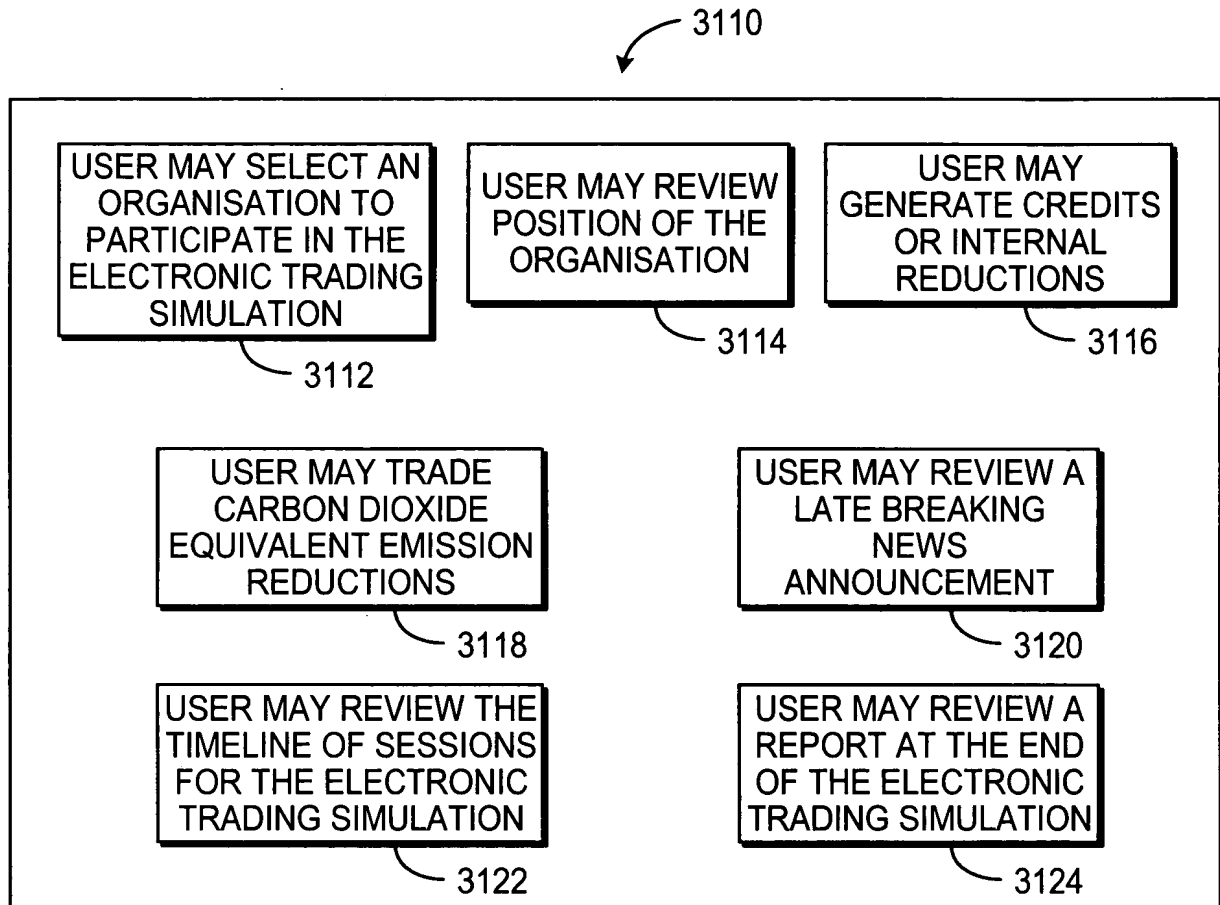 3110
USER MAY SELECT AN
ORGANISATION TO
PARTICIPATE IN THE
ELECTRONIC TRADING
SIMULATION
3112
USER MAY REVIEW
POSITION OF THE
ORGANISATION
3114
USER MAY
GENERATE CREDITS
OR INTERNAL
REDUCTIONS
3116
USER MAY TRADE
CARBON DIOXIDE
EQUIVALENT EMISSION
REDUCTIONS
3118
USER MAY REVIEW A
LATE BREAKING
NEWS
ANNOUNCEMENT
3120
USER MAY REVIEW THE
TIMELINE OF SESSIONS
FOR THE ELECTRONIC
TRADING SIMULATION
3122
USER MAY REVIEW A
REPORT AT THE END
OF THE ELECTRONIC
TRADING SIMULATION
3124